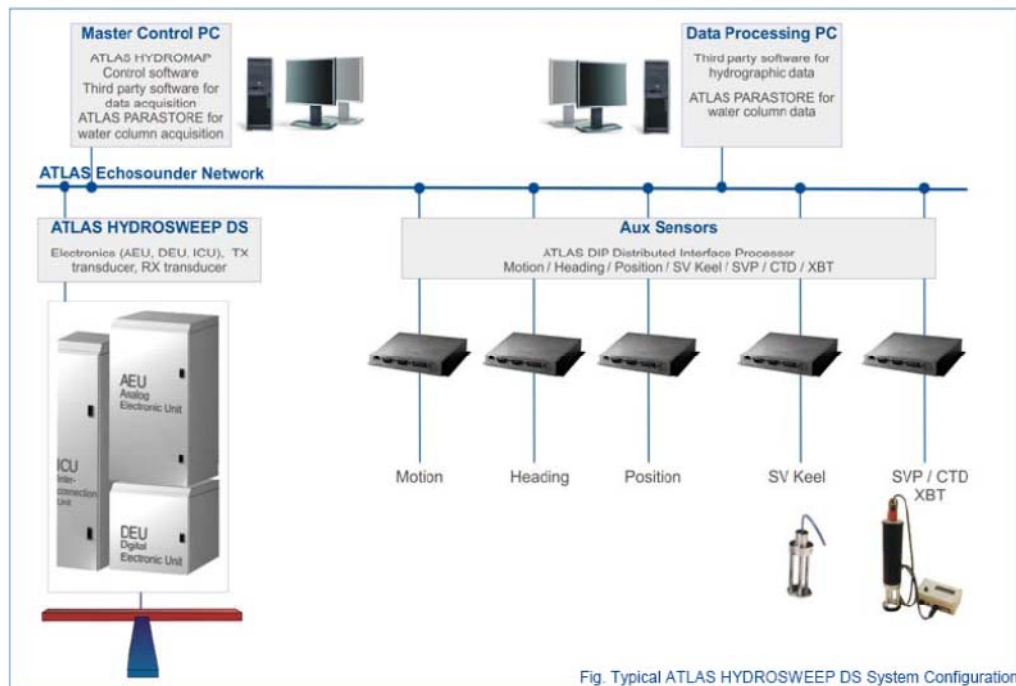 Master Control PC
ATLAS HYDROMAP
Control software
Third party software for
data acquisition
ATLAS PARASTORE for
water column acquisition
Data Processing PC
Third party software for
hydrographic data
ATLAS PARASTORE for
water column data
ATLAS Echosounder Network
ATLAS HYDROSWEEP DS
Electronics (AEU, DEU, ICU), TX
transducer, RX transducer
Aux Sensors
ATLAS DIP Distributed Interface Processor
Motion / Heading / Position / SV Keel / SVP / CTD / XBT
AEU
Analog
Electronic Unit
ICU
Inter-
connection
Unit
DEU
Digital
Electronic Unit
Motion
Heading
Position
SV Keel
SVP / CTD
XBT
Fig. Typical ATLAS HYDROSWEEP DS System Configuration